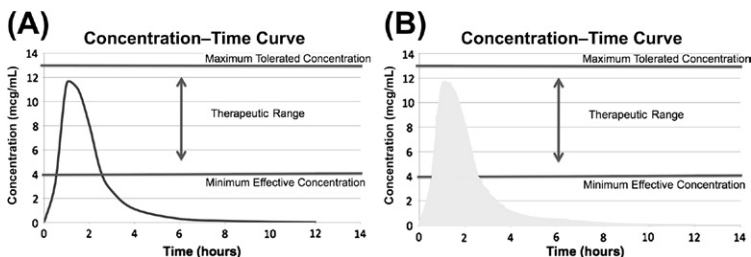 (A)
Concentration–Time Curve
Concentration (mcg/mL)
14
12
10
8
6
4
2
0
Maximum Tolerated Concentration
Therapeutic Range
Minimum Effective Concentration
0 2 4 6 8 10 12 14
Time (hours)
(B)
Concentration–Time Curve
Concentration (mcg/mL)
14
12
10
8
6
4
2
0
Maximum Tolerated Concentration
Therapeutic Range
Minimum Effective Concentration
0 2 4 6 8 10 12 14
Time (hours)